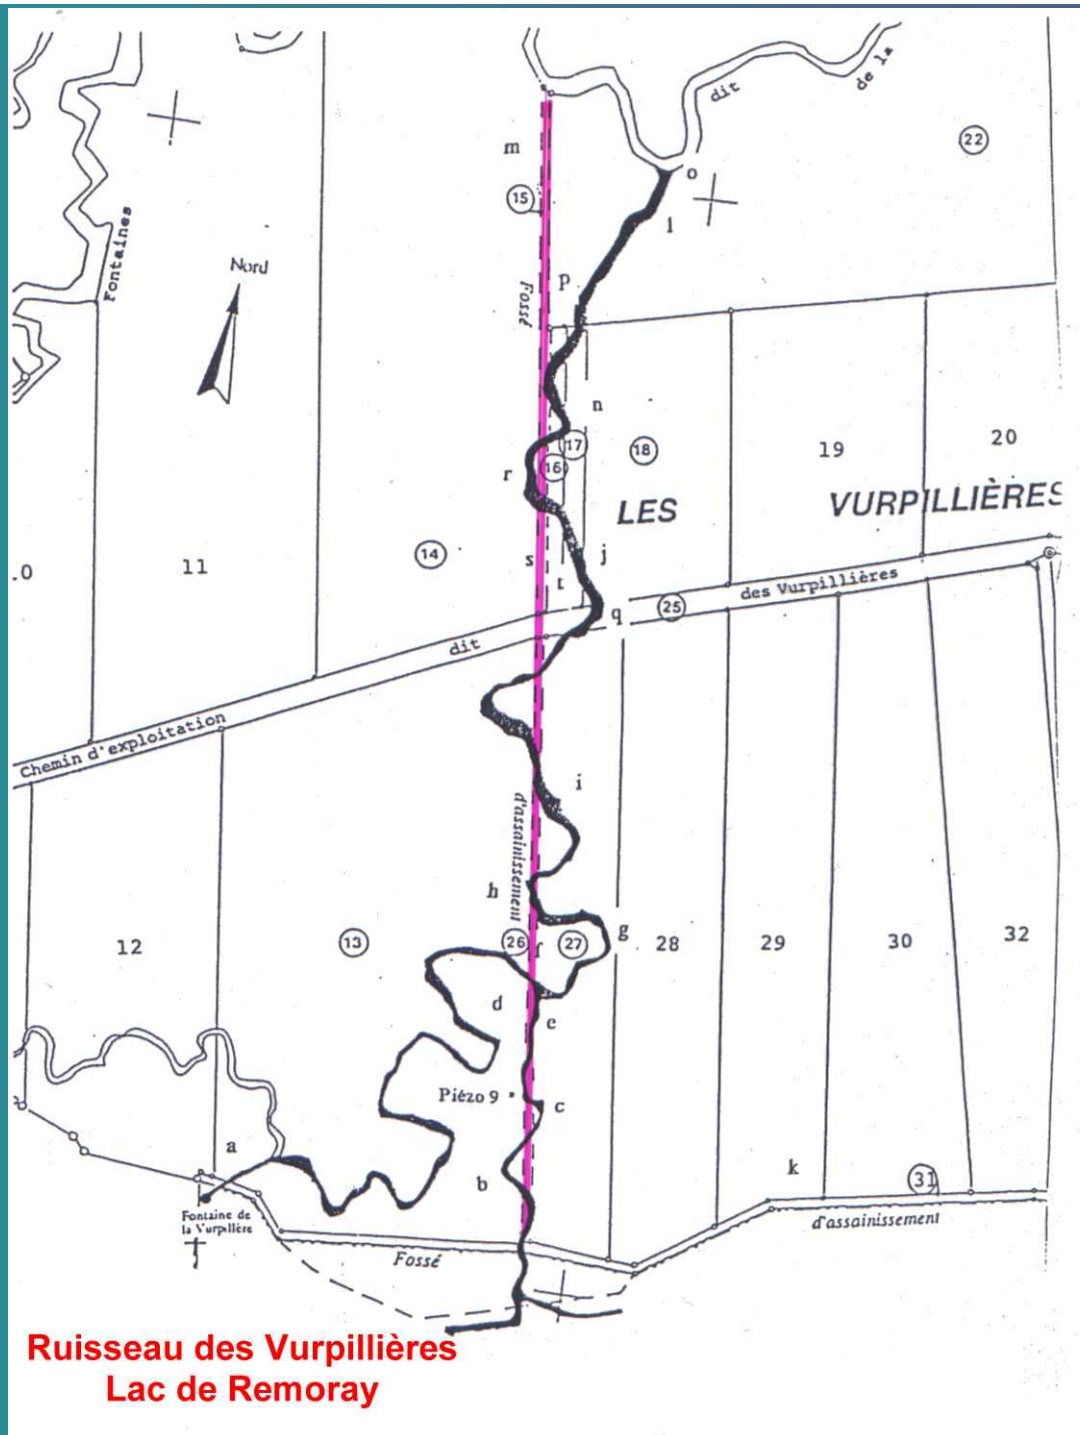 dit
de la
m
22
15
o
l
Fontaines
Nord
p
Fossé
n
17
18
16
19
20
r
LES
VURPILLIÈRES
.0
11
14
s
t
j
des Vurpillières
25
q
dit
Chemin d'exploitation
i
d'assainissement
h
g
12
13
26
f
27
28
29
30
32
d
e
Piézo 9
c
a
b
k
31
Fontaine de
la Vurpillère
d'assainissement
Fossé
Ruisseau des Vurpillières
Lac de Remoray